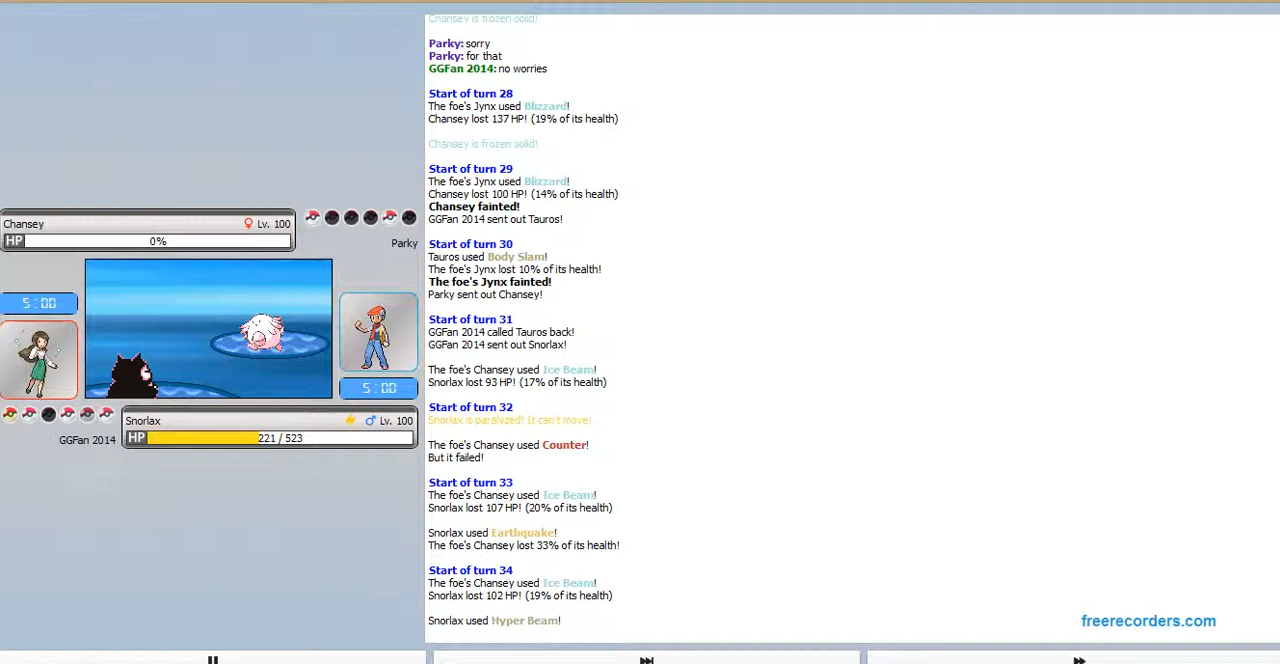 Chansey is frozen solid!
Parky: sorry
Parky: for that
GGFan 2014: no worries
Start of turn 28
The foe's Jynx used Blizzard!
Chansey lost 137 HP! (19% of its health)
Chansey is frozen solid!
Start of turn 29
The foe's Jynx used Blizzard!
Chansey lost 100 HP! (14% of its health)
Chansey fainted!
GGFan 2014 sent out Tauros!
Start of turn 30
Tauros used Body Slam!
The foe's Jynx lost 10% of its health!
The foe's Jynx fainted!
Parky sent out Chansey!
Start of turn 31
GGFan 2014 called Tauros back!
GGFan 2014 sent out Snorlax!
The foe's Chansey used Ice Beam!
Snorlax lost 93 HP! (17% of its health)
Start of turn 32
Snorlax is paralyzed! It can't move!
The foe's Chansey used Counter!
But it failed!
Start of turn 33
The foe's Chansey used Ice Beam!
Snorlax lost 107 HP! (20% of its health)
Snorlax used Earthquake!
The foe's Chansey lost 33% of its health!
Start of turn 34
The foe's Chansey used Ice Beam!
Snorlax lost 102 HP! (19% of its health)
Snorlax used Hyper Beam!
Chansey ♀ Lv. 100
HP 0%
Parky
5:00
5:00
Snorlax ♂ Lv. 100
HP 221 / 523
GGFan 2014
freerecorders.com